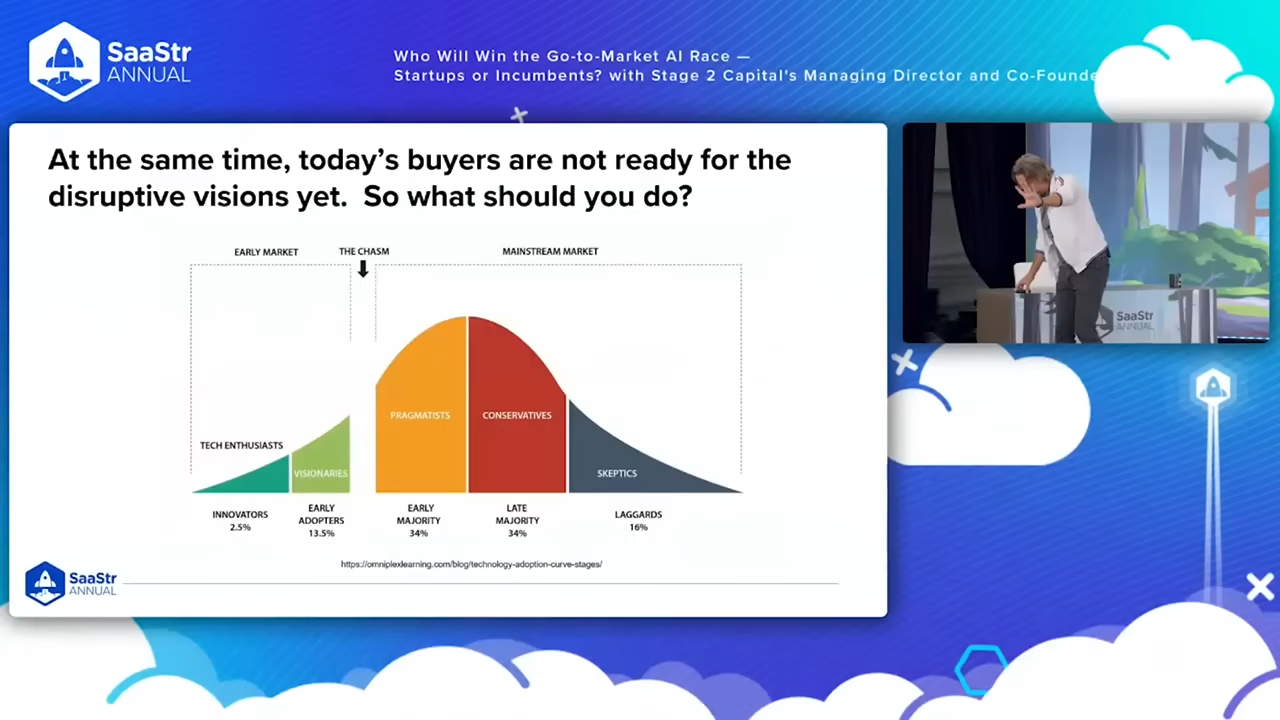 SaaStr
ANNUAL
Who Will Win the Go-to-Market AI Race —
Startups or Incumbents? with Stage 2 Capital's Managing Director and Co-Founde
At the same time, today's buyers are not ready for the
disruptive visions yet.  So what should you do?
EARLY MARKET
THE CHASM
MAINSTREAM MARKET
TECH ENTHUSIASTS
VISIONARIES
PRAGMATISTS
CONSERVATIVES
SKEPTICS
INNOVATORS
2.5%
EARLY
ADOPTERS
13.5%
EARLY
MAJORITY
34%
LATE
MAJORITY
34%
LAGGARDS
16%
https://omniplexlearning.com/blog/technology-adoption-curve-stages/
SaaStr
ANNUAL
SaaStr
ANNUAL